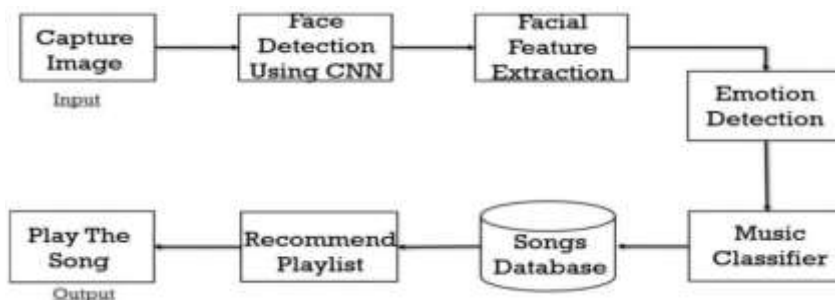 Capture
Image
Input
Face
Detection
Using CNN
Facial
Feature
Extraction
Emotion
Detection
Music
Classifier
Songs
Database
Recommend
Playlist
Play The
Song
Output